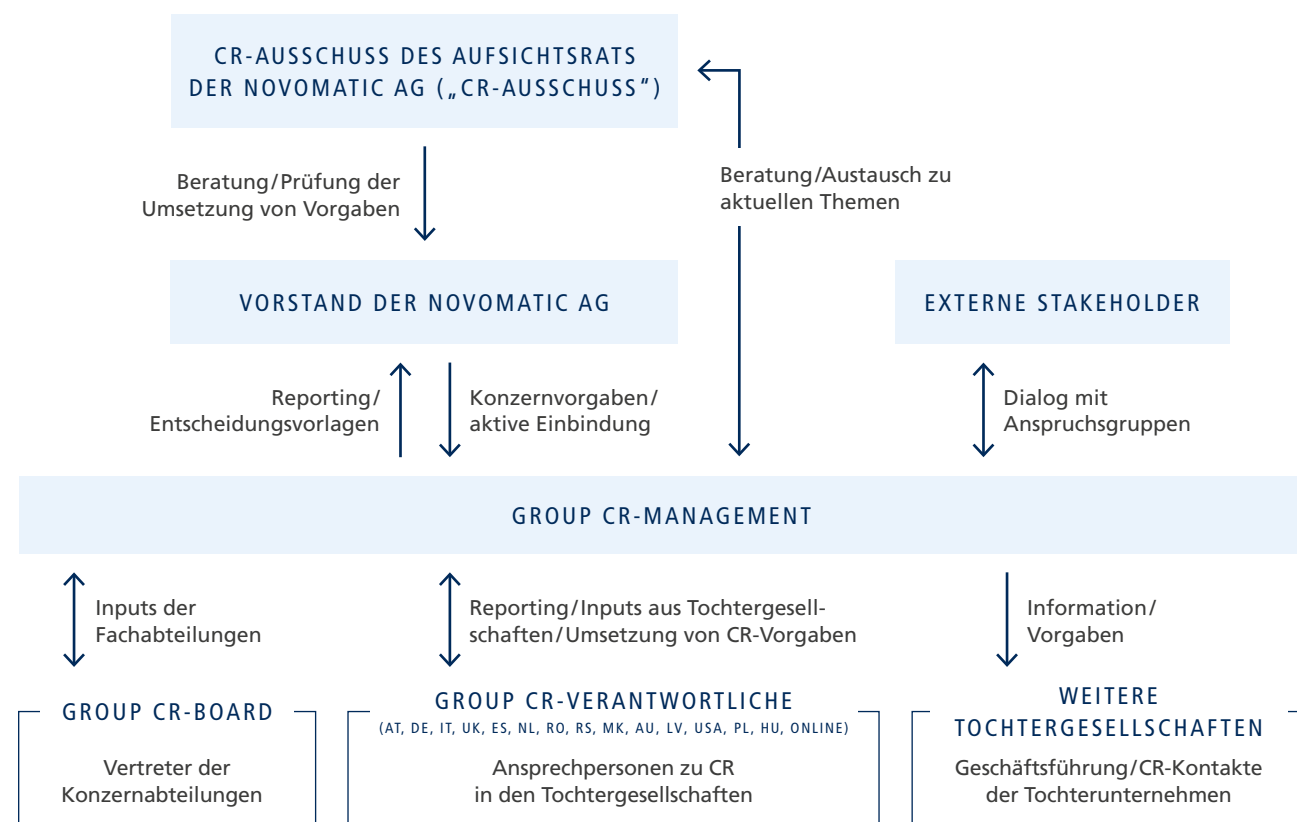 CR-AUSSCHUSS DES AUFSICHTSRATS
DER NOVOMATIC AG („CR-AUSSCHUSS“)
Beratung/Prüfung der
Umsetzung von Vorgaben
Beratung/Austausch zu
aktuellen Themen
VORSTAND DER NOVOMATIC AG
EXTERNE STAKEHOLDER
Reporting/
Entscheidungsvorlagen
Konzernvorgaben/
aktive Einbindung
Dialog mit
Anspruchsgruppen
GROUP CR-MANAGEMENT
Inputs der
Fachabteilungen
Reporting/Inputs aus Tochtergesell-
schaften/Umsetzung von CR-Vorgaben
Information/
Vorgaben
GROUP CR-BOARD
Vertreter der
Konzernabteilungen
GROUP CR-VERANTWORTLICHE
(AT, DE, IT, UK, ES, NL, RO, RS, MK, AU, LV, USA, PL, HU, ONLINE)
Ansprechpersonen zu CR
in den Tochtergesellschaften
WEITERE
TOCHTERGESELLSCHAFTEN
Geschäftsführung/CR-Kontakte
der Tochterunternehmen